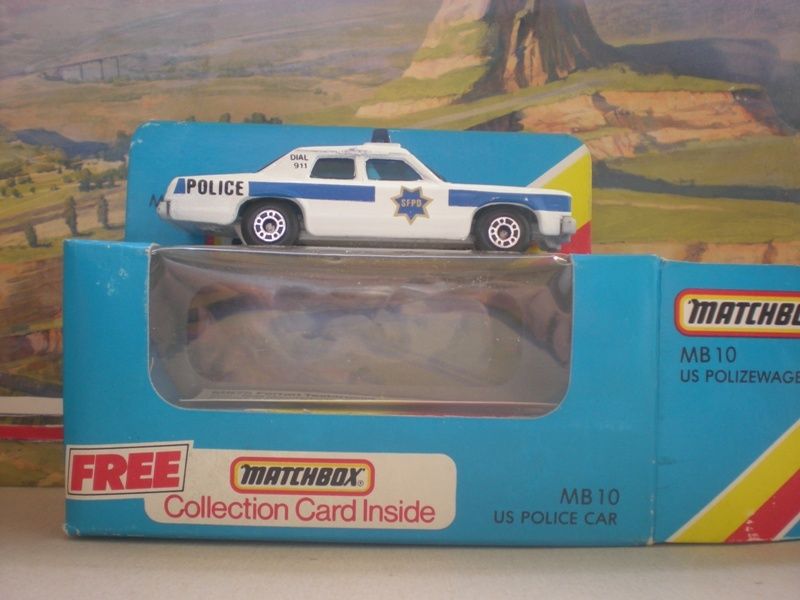 DIAL
911
POLICE
SFPD
MATCHBO
MB 10
US POLIZEWAGE
FREE
MATCHBOX
Collection Card Inside
MB 10
US POLICE CAR